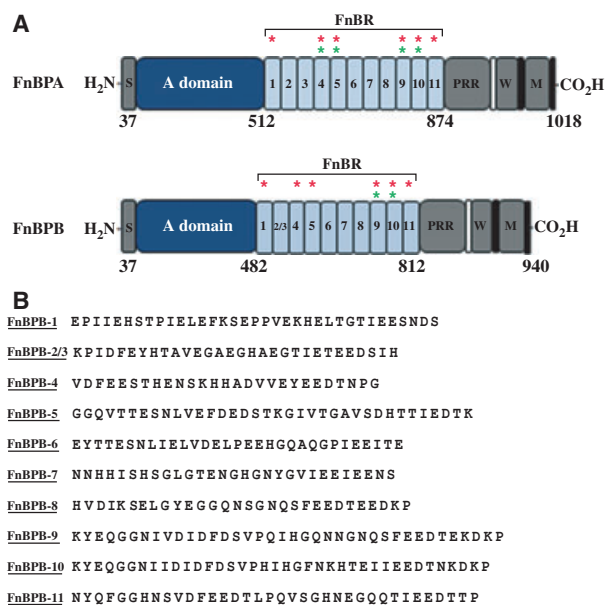 A
FnBR
* * * * * *
* * * *
FnBPA H₂N S A domain 1 2 3 4 5 6 7 8 9 10 11 PRR W M CO₂H
37 512 874 1018
FnBR
* * * * * *
* *
FnBPB H₂N S A domain 1 2/3 4 5 6 7 8 9 10 11 PRR W M CO₂H
37 482 812 940
B
FnBPB-1 EPIIEHSTPIELEFKSEPPVEKHELTGTIEESNDS
FnBPB-2/3 KPIDFEYHTAVEGAEGHAEGTIETEEDSIH
FnBPB-4 VDFEESTHENSKHHADVVEYEEDTNPG
FnBPB-5 GGQVTTESNLVEFDEDSTKGIVTGAVSDHTTIEDTK
FnBPB-6 EYTTESNLIELVDELPEEHGQAQGPIEEITE
FnBPB-7 NNHHISHSGLGTENGHGNYGVIEEIEENS
FnBPB-8 HVDIKSELGYEGGQNSGNQSFEEDTEEDKP
FnBPB-9 KYEQGGNIVDIDFDSVPQIHGQNNGNQSFEEDTEKDKP
FnBPB-10 KYEQGGNIIDIDFDSVPHIHGFNKHTEIIEEDTNKDKP
FnBPB-11 NYQFGGHNSVDFEEDTLPQVSGHNEGQQTIEEDTTP